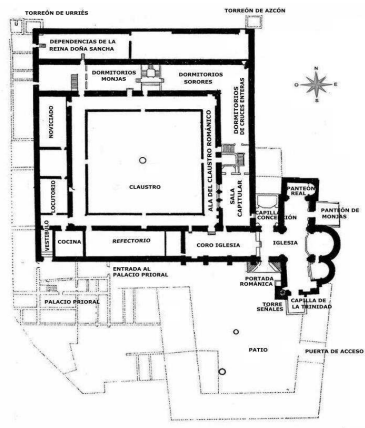 TORREÓN DE URRIÉS
TORREÓN DE AZCÓN
DEPENDENCIAS DE LA
REINA DOÑA SANCHA
DORMITORIOS
MONJAS
DORMITORIOS
SORORES
DORMITORIOS
DE CRUCES ENTERAS
N
O
E
S
NOVICIADO
ALA DEL CLAUSTRO ROMÁNICO
LOCUTORIO
CLAUSTRO
SALA
CAPITULAR
PANTEÓN
REAL
PANTEÓN DE
MONJAS
CAPILLA
CONCEPCIÓN
VESTIBULO
COCINA
REFECTORIO
CORO IGLESIA
IGLESIA
ENTRADA AL
PALACIO PRIORAL
PORTADA
ROMÁNICA
PALACIO PRIORAL
TORRE
SEÑALES
CAPILLA DE
LA TRINIDAD
PATIO
PUERTA DE ACCESO